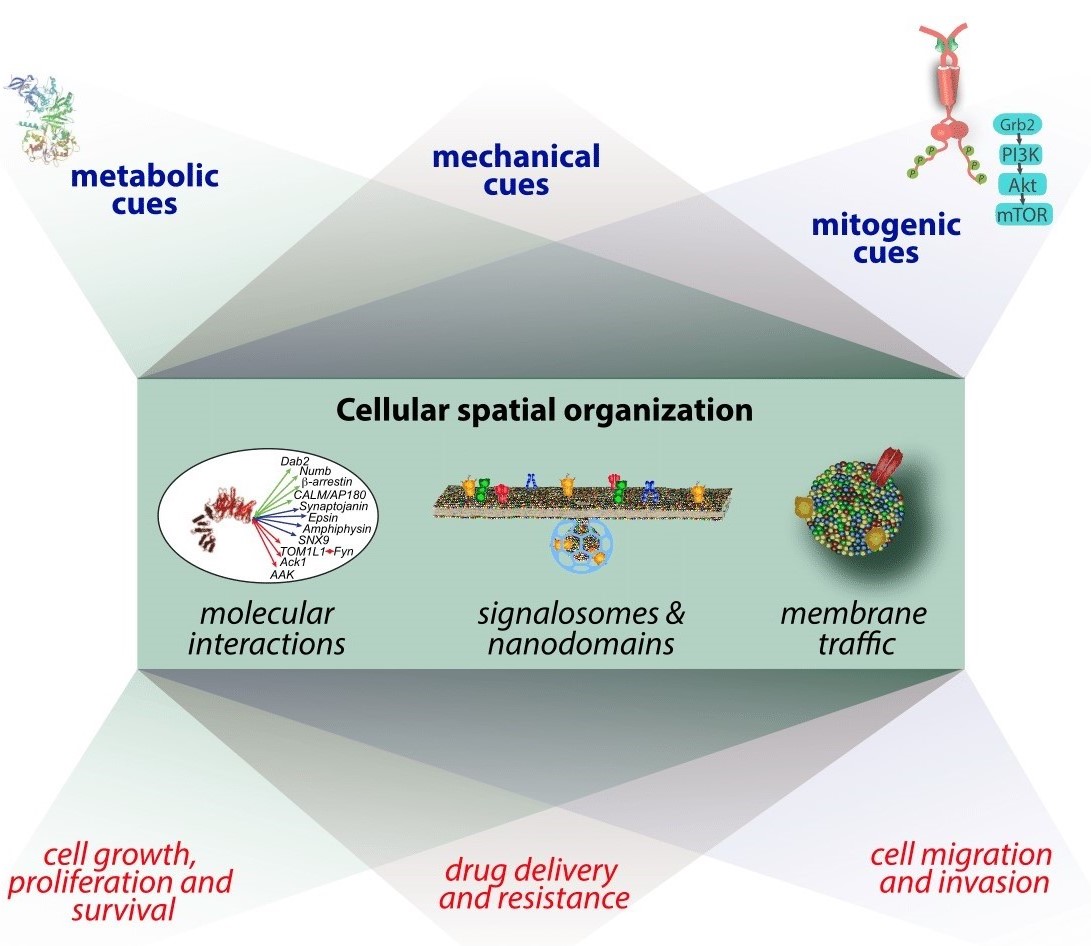 metabolic
cues
mechanical
cues
mitogenic
cues
Grb2
PI3K
Akt
mTOR
P
P
P
P
P
P
Cellular spatial organization
Dab2
Numb
β-arrestin
CALM/AP180
Synaptojanin
Epsin
Amphiphysin
SNX9
TOM1L1 Fyn
Ack1
AAK
molecular
interactions
signalosomes &
nanodomains
membrane
traffic
cell growth,
proliferation and
survival
drug delivery
and resistance
cell migration
and invasion